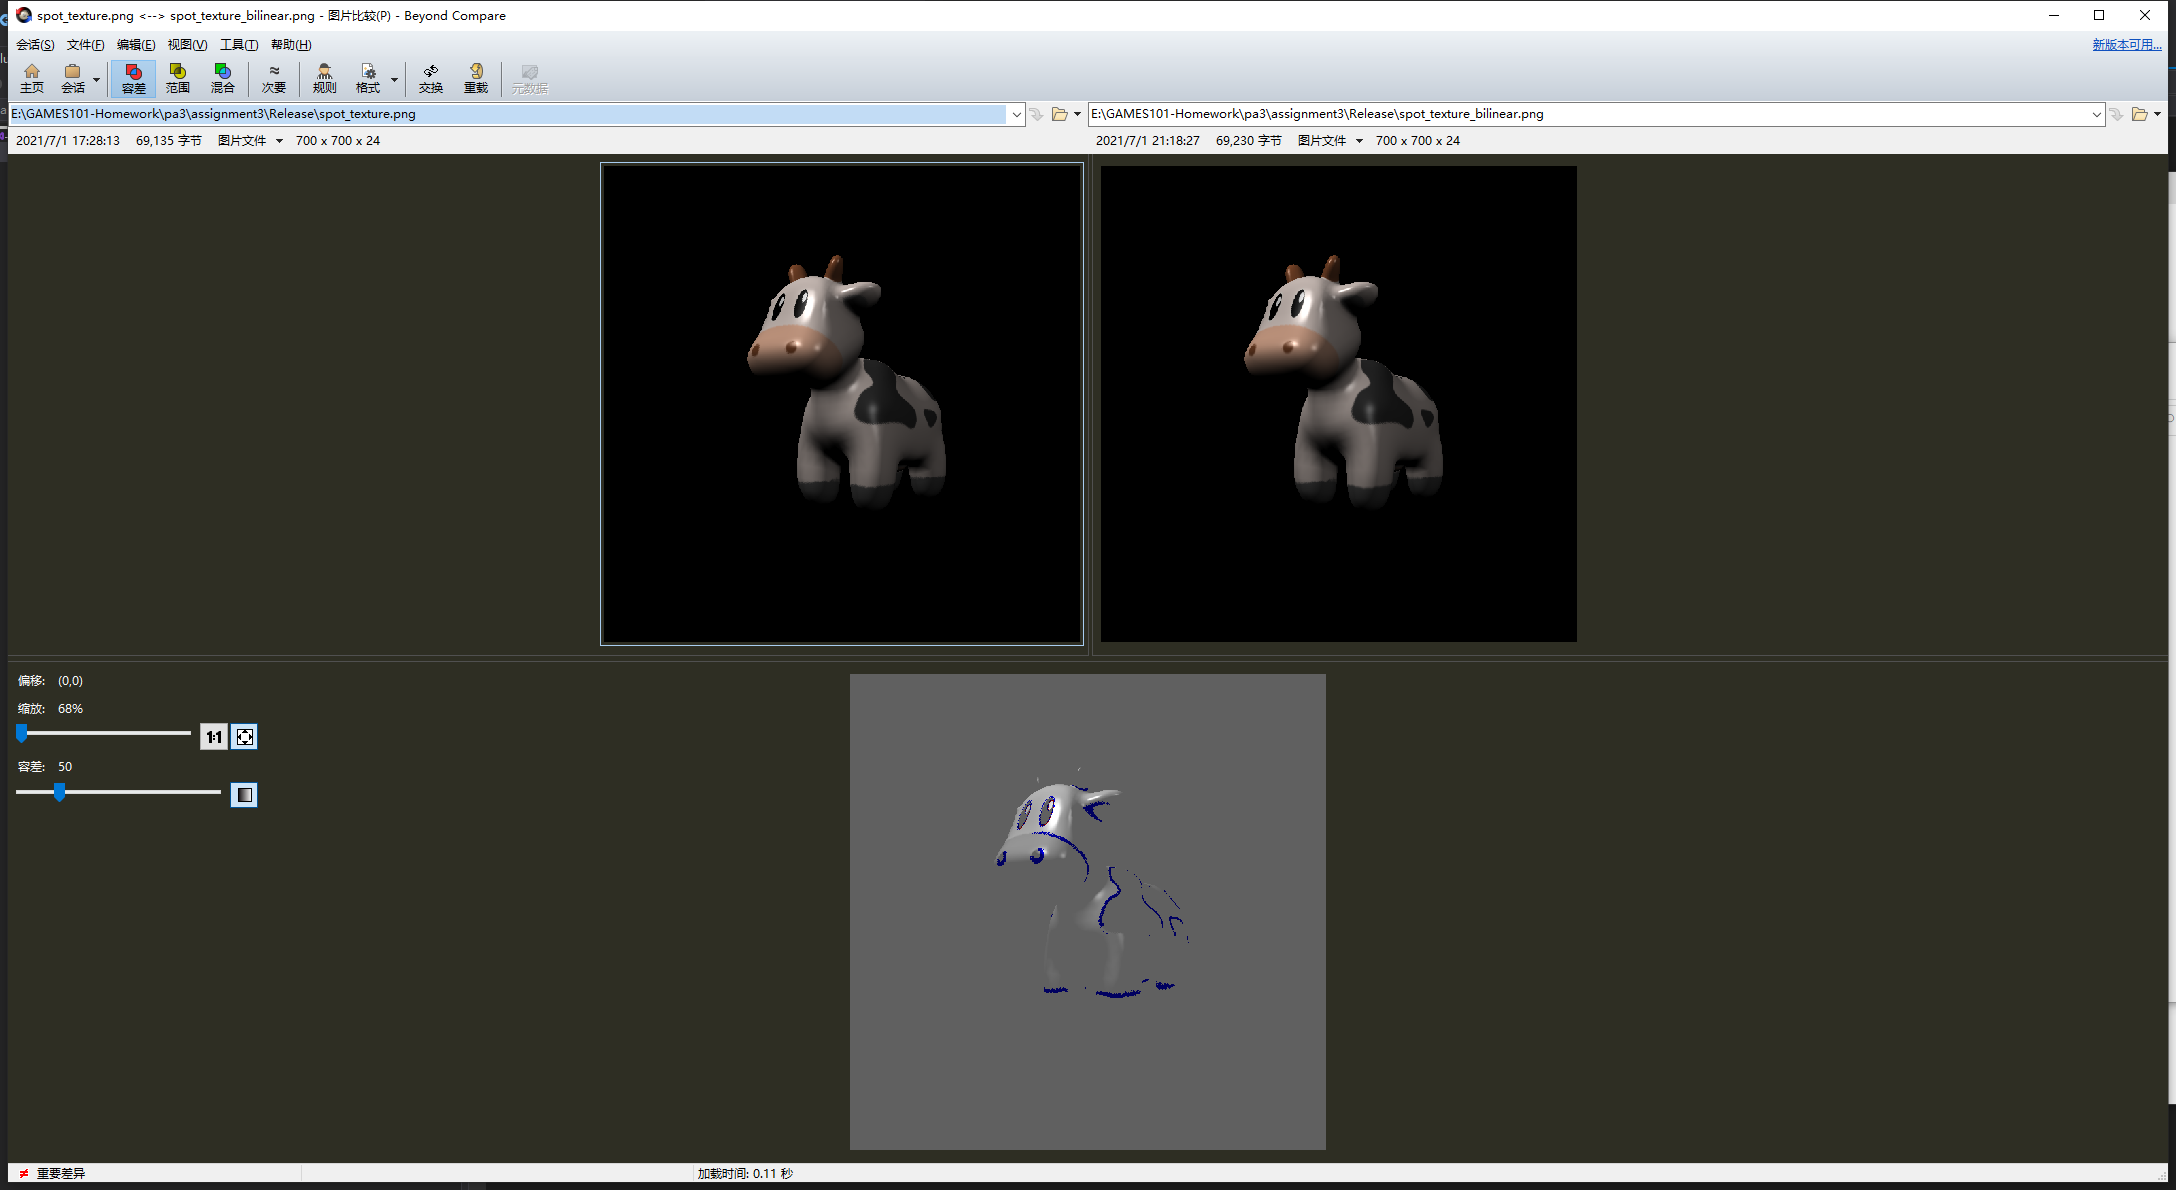 spot_texture.png <--> spot_texture_bilinear.png - 图片比较(P) - Beyond Compare
会话(S) 文件(F) 编辑(E) 视图(V) 工具(T) 帮助(H) 新版本可用...
主页 会话 容差 范围 混合 次要 规则 格式 交换 重载 元数据
E:\GAMES101-Homework\pa3\assignment3\Release\spot_texture.png E:\GAMES101-Homework\pa3\assignment3\Release\spot_texture_bilinear.png
2021/7/1 17:28:13 69,135 字节 图片文件 700 x 700 x 24 2021/7/1 21:18:27 69,230 字节 图片文件 700 x 700 x 24
偏移: (0,0)
缩放: 68%
1:1
容差: 50
≠ 重要差异 加载时间: 0.11 秒